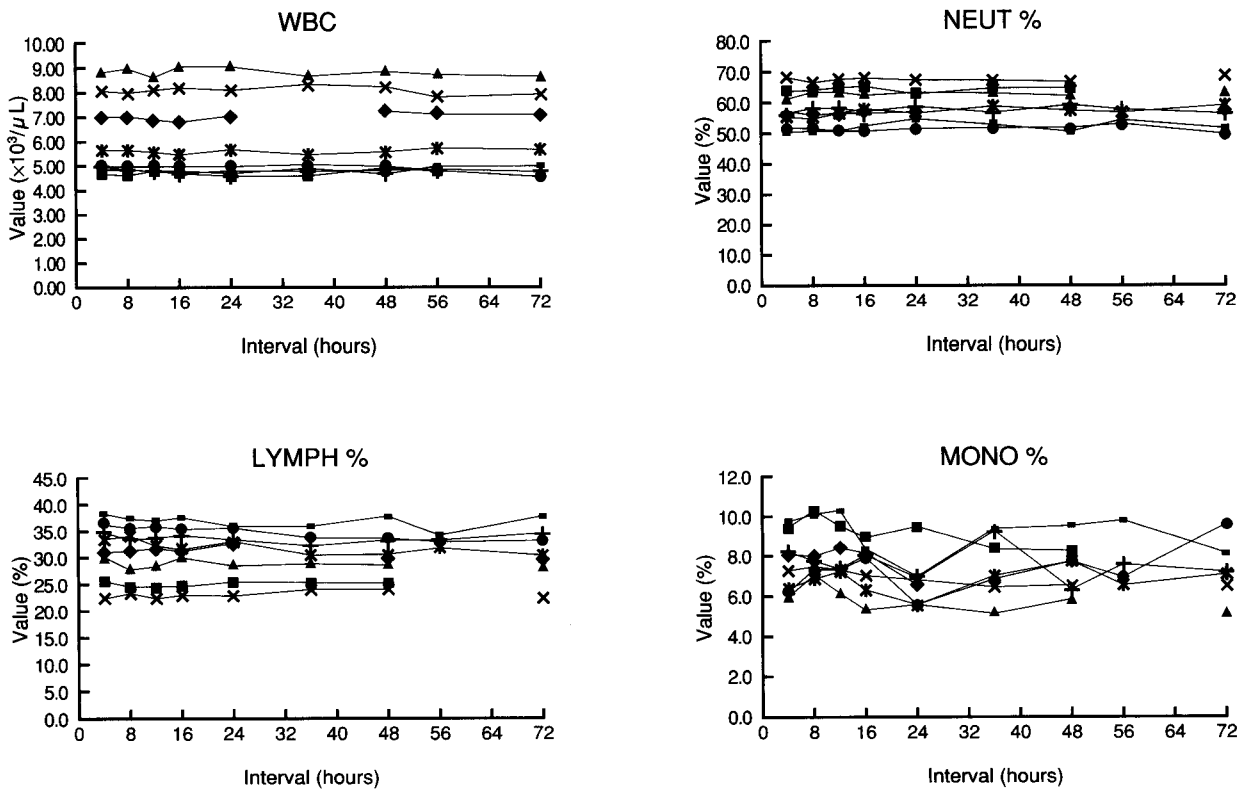 WBC
Value (×10³/μ L)
10.00
9.00
8.00
7.00
6.00
5.00
4.00
3.00
2.00
1.00
0.00
0 8 16 24 32 40 48 56 64 72
Interval (hours)
NEUT %
Value (%)
80.0
70.0
60.0
50.0
40.0
30.0
20.0
10.0
0.0
0 8 16 24 32 40 48 56 64 72
Interval (hours)
LYMPH %
Value (%)
45.0
40.0
35.0
30.0
25.0
20.0
15.0
10.0
5.0
0.0
0 8 16 24 32 40 48 56 64 72
Interval (hours)
MONO %
Value (%)
12.0
10.0
8.0
6.0
4.0
2.0
0.0
0 8 16 24 32 40 48 56 64 72
Interval (hours)